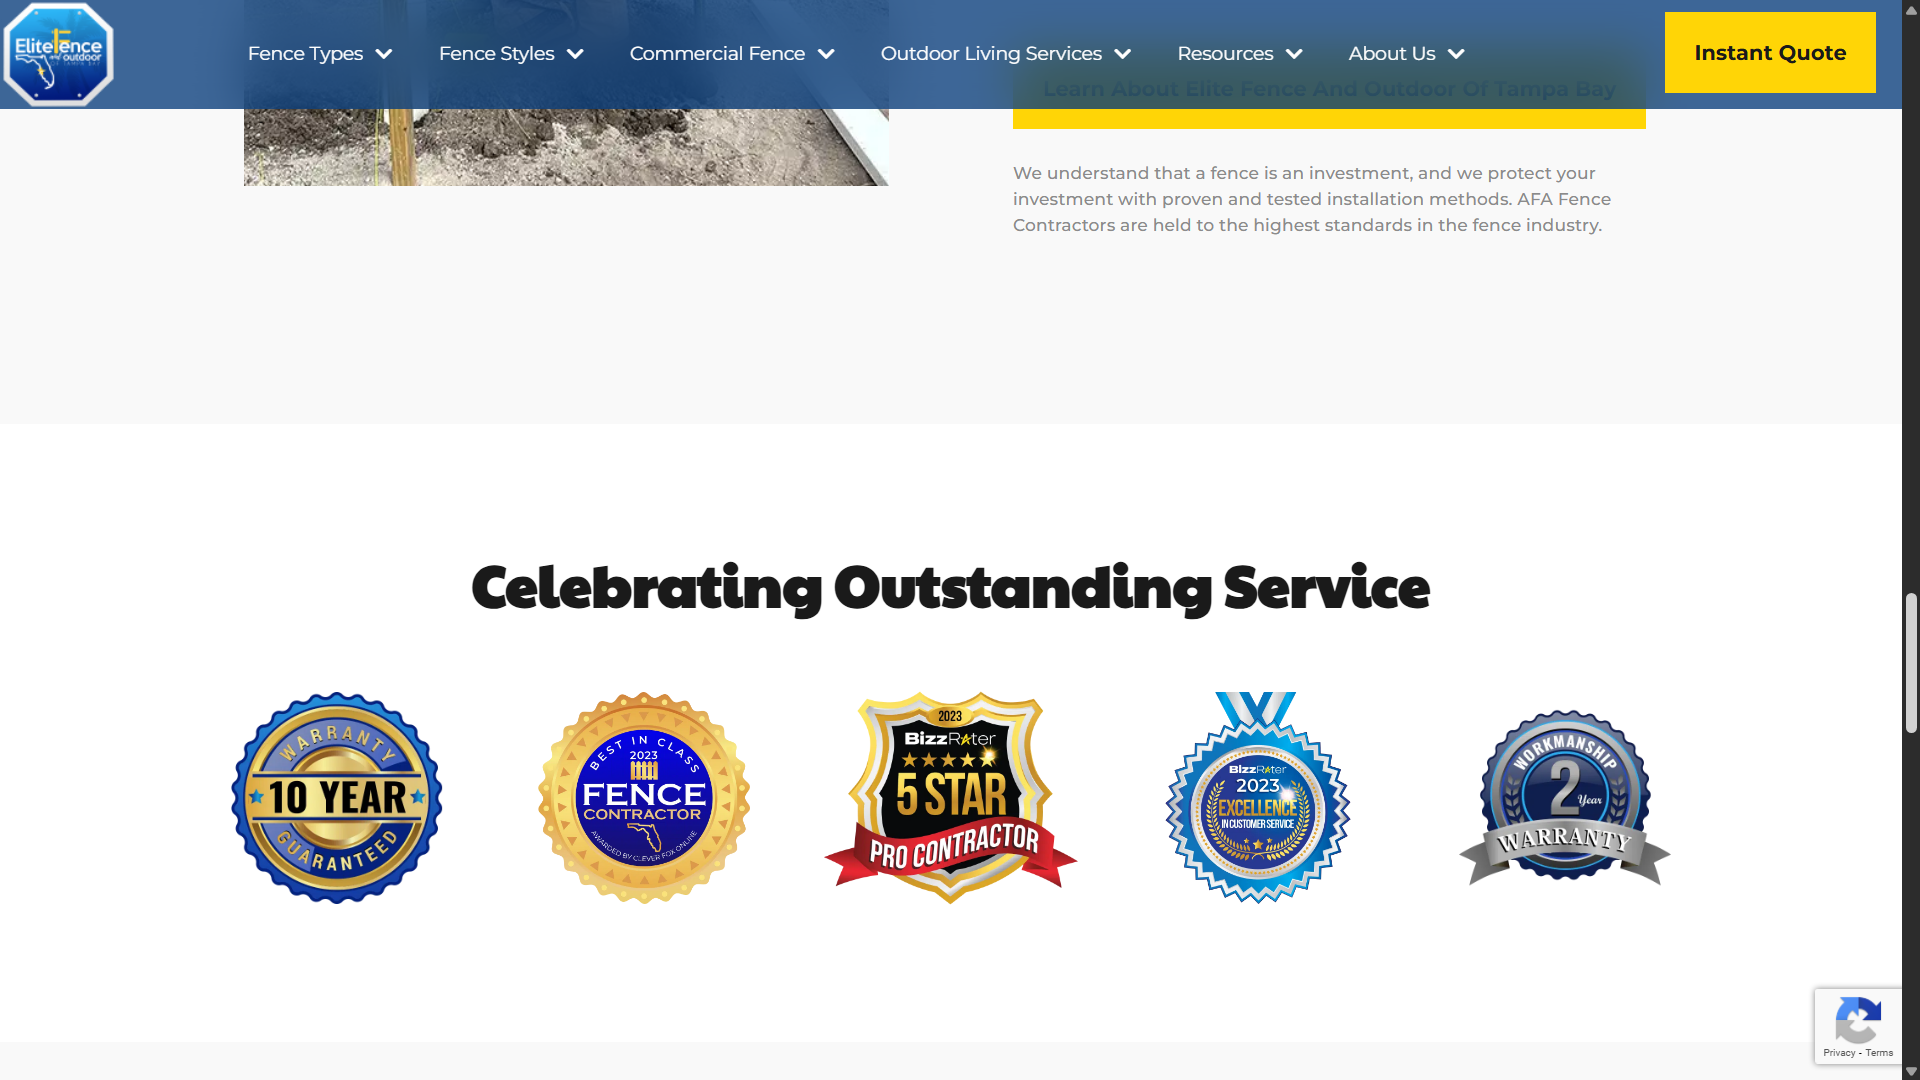 EliteFence
and outdoor
OF TAMPA BAY
Fence Types
Fence Styles
Commercial Fence
Outdoor Living Services
Resources
About Us
Instant Quote
Learn About Elite Fence And Outdoor Of Tampa Bay
We understand that a fence is an investment, and we protect your
investment with proven and tested installation methods. AFA Fence
Contractors are held to the highest standards in the fence industry.
Celebrating Outstanding Service
WARRANTY
10 YEAR
GUARANTEED
BEST IN CLASS
2023
FENCE
CONTRACTOR
AWARDED BY CLEVER FOX ONLINE
2023
BizzRater
5 STAR
PRO CONTRACTOR
BizzRater
2023
EXCELLENCE
IN CUSTOMER SERVICE
WORKMANSHIP
2 Year
WARRANTY
Privacy - Terms